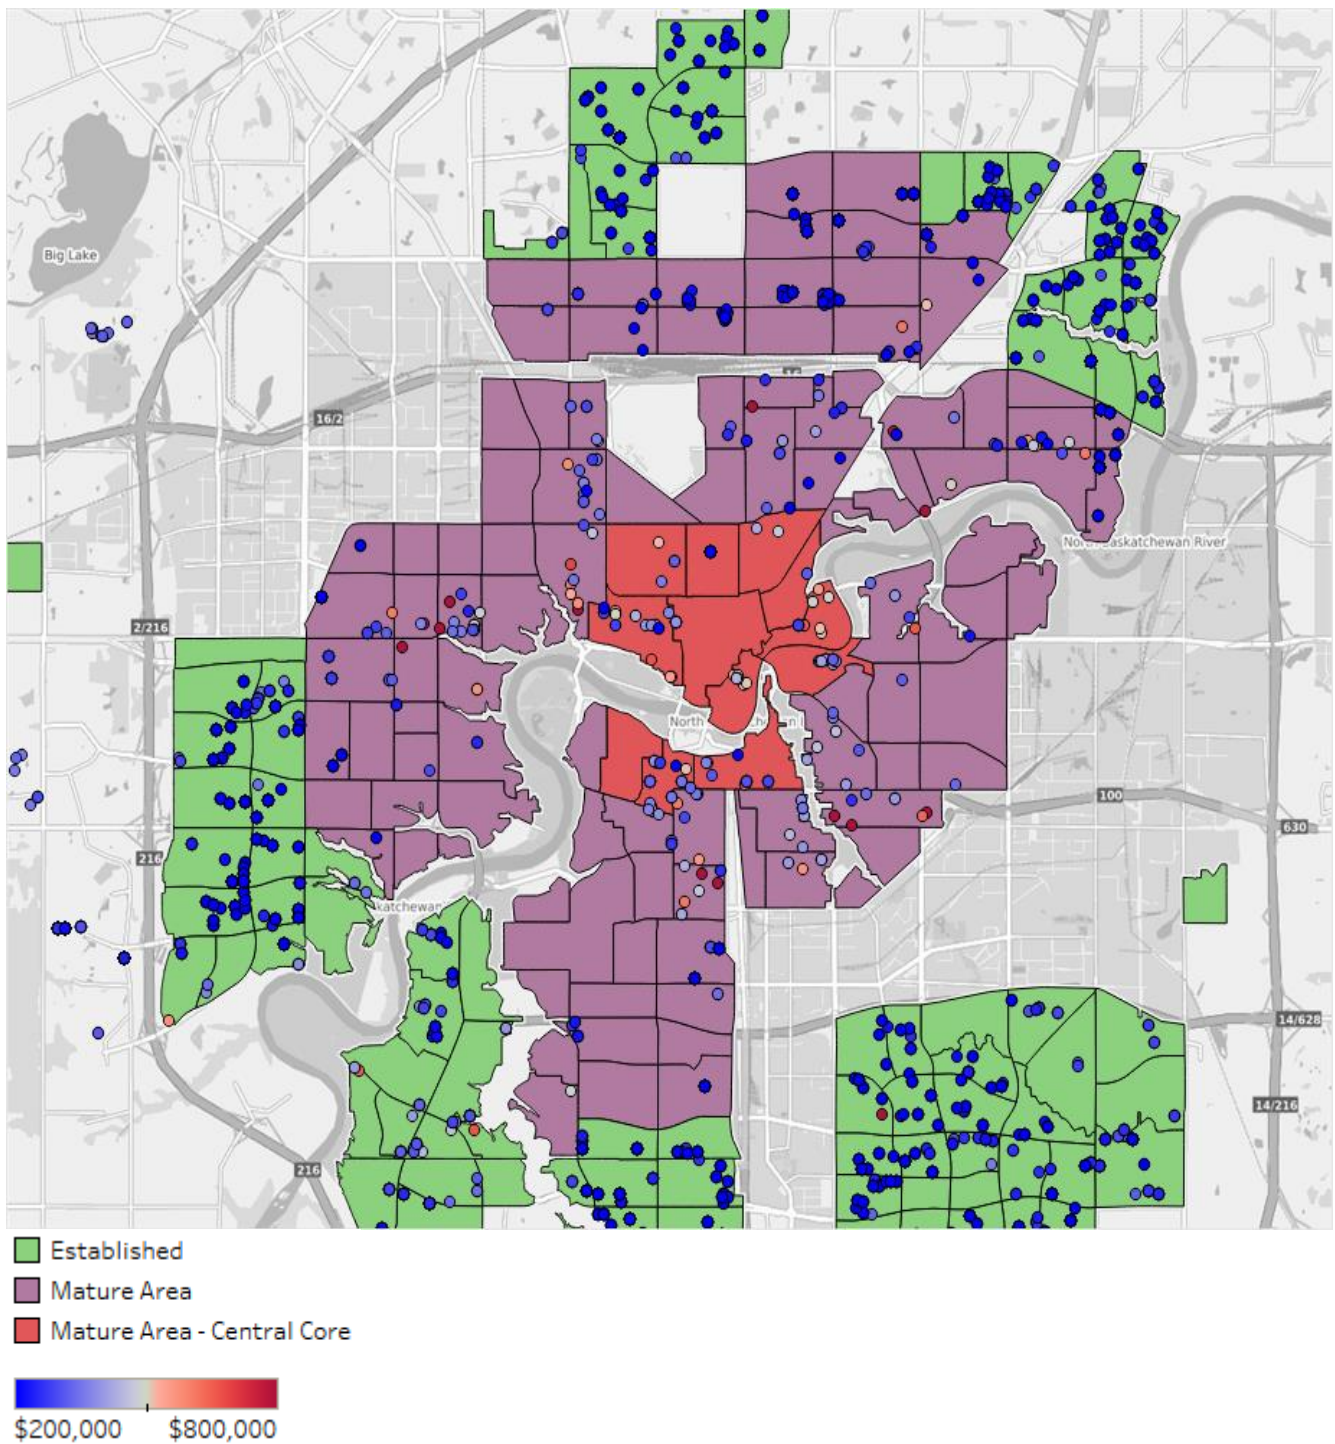 Big Lake
16/2
North Saskatchewan River
2/216
North
630
100
216
katchewan
14/628
14/216
216
Established
Mature Area
Mature Area - Central Core
$200,000 $800,000